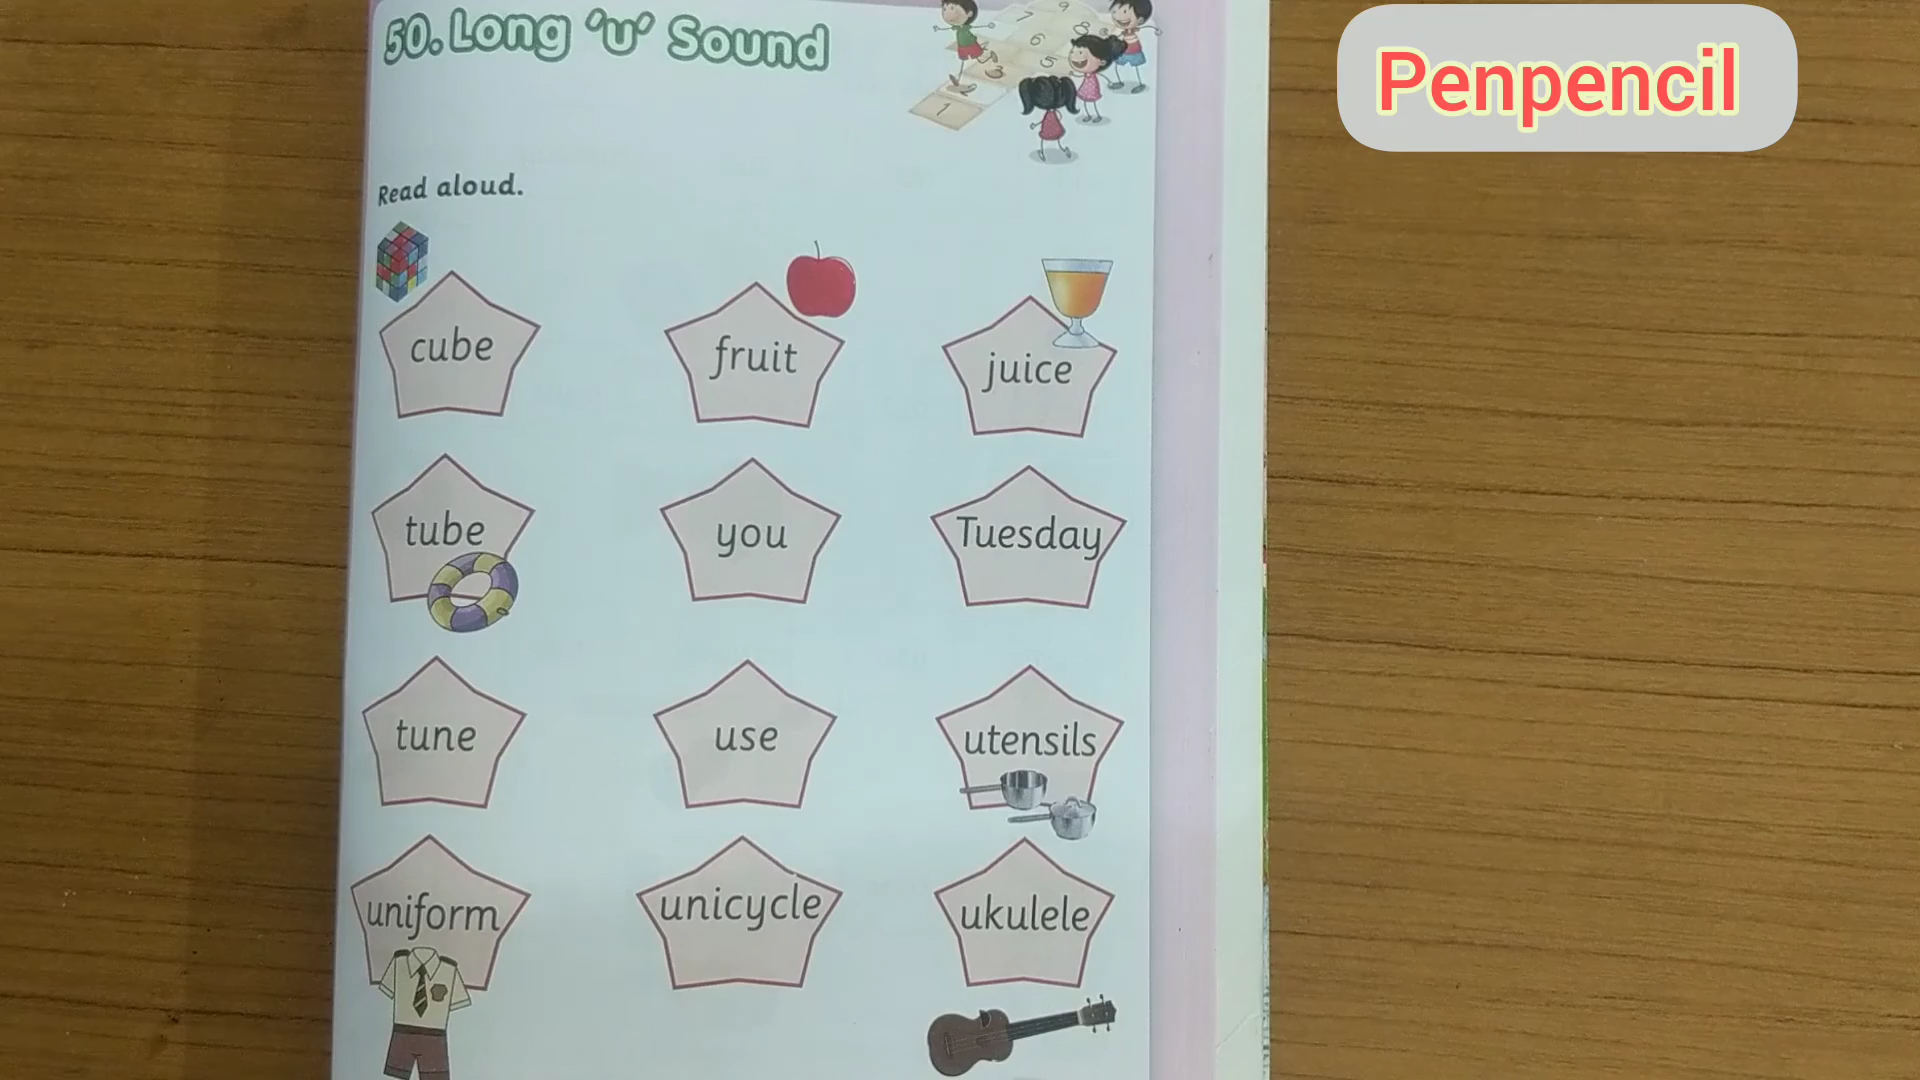 50. Long 'u' Sound
Penpencil
Read aloud.
cube fruit juice
tube you Tuesday
tune use utensils
uniform unicycle ukulele